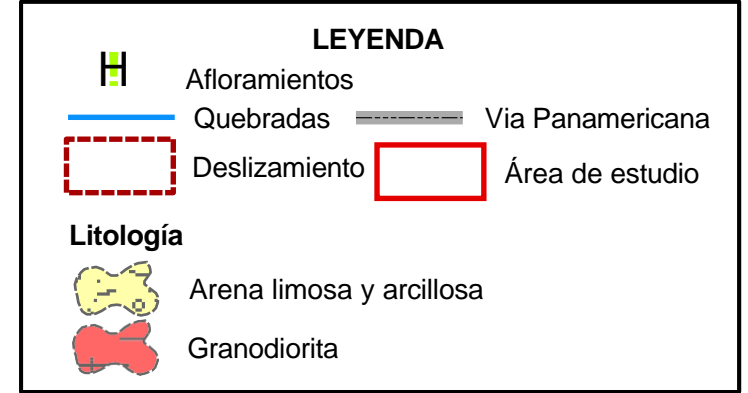 LEYENDA
Afloramientos
Quebradas Via Panamericana
Deslizamiento Área de estudio
Litología
Arena limosa y arcillosa
Granodiorita